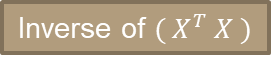 Inverse of ( Xᵀ X )